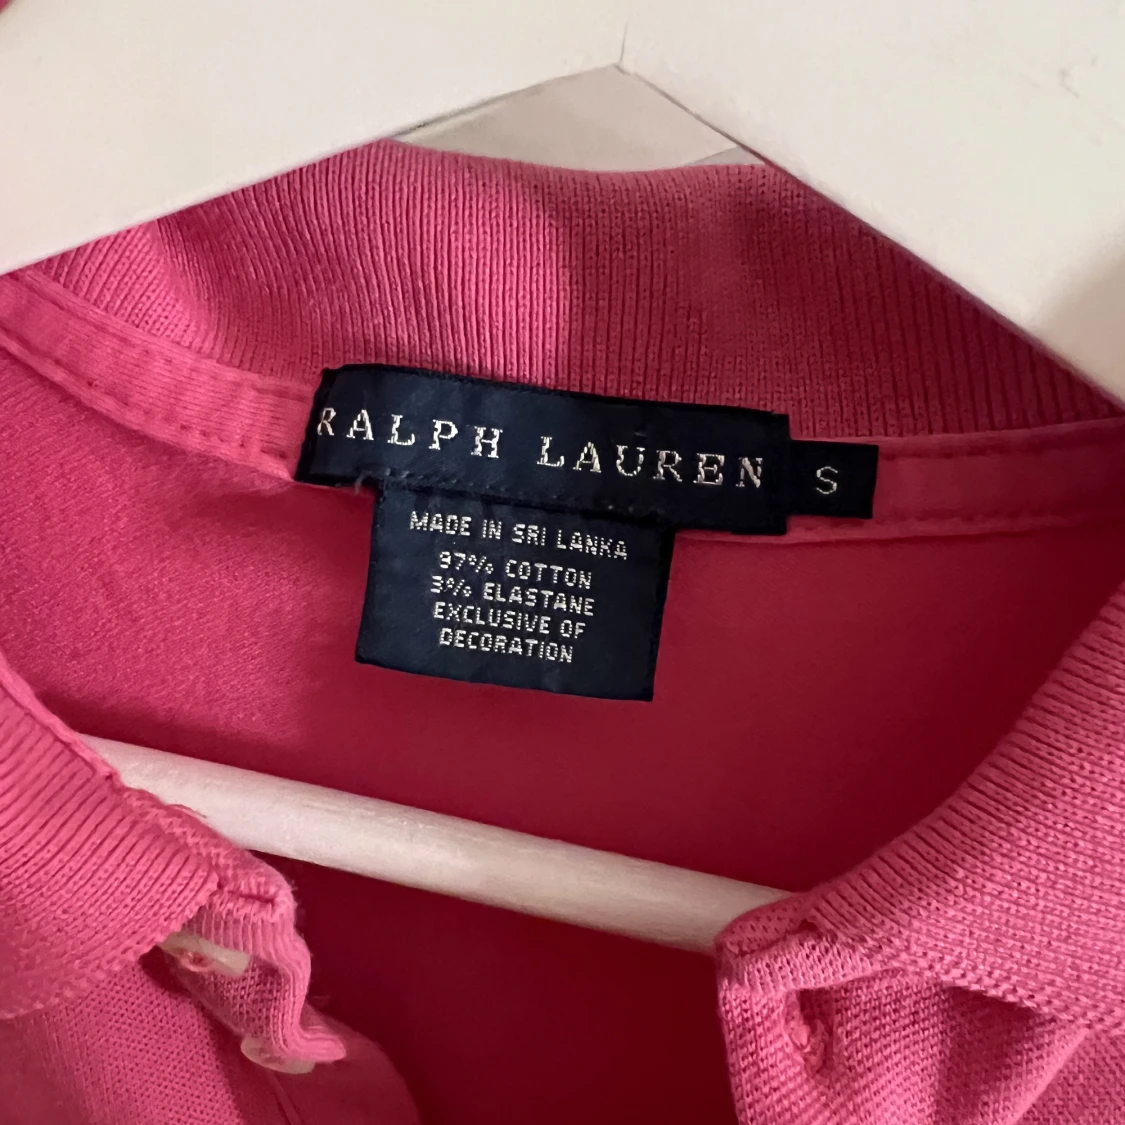 RALPH LAUREN S
MADE IN SRI LANKA
97% COTTON
3% ELASTANE
EXCLUSIVE OF
DECORATION